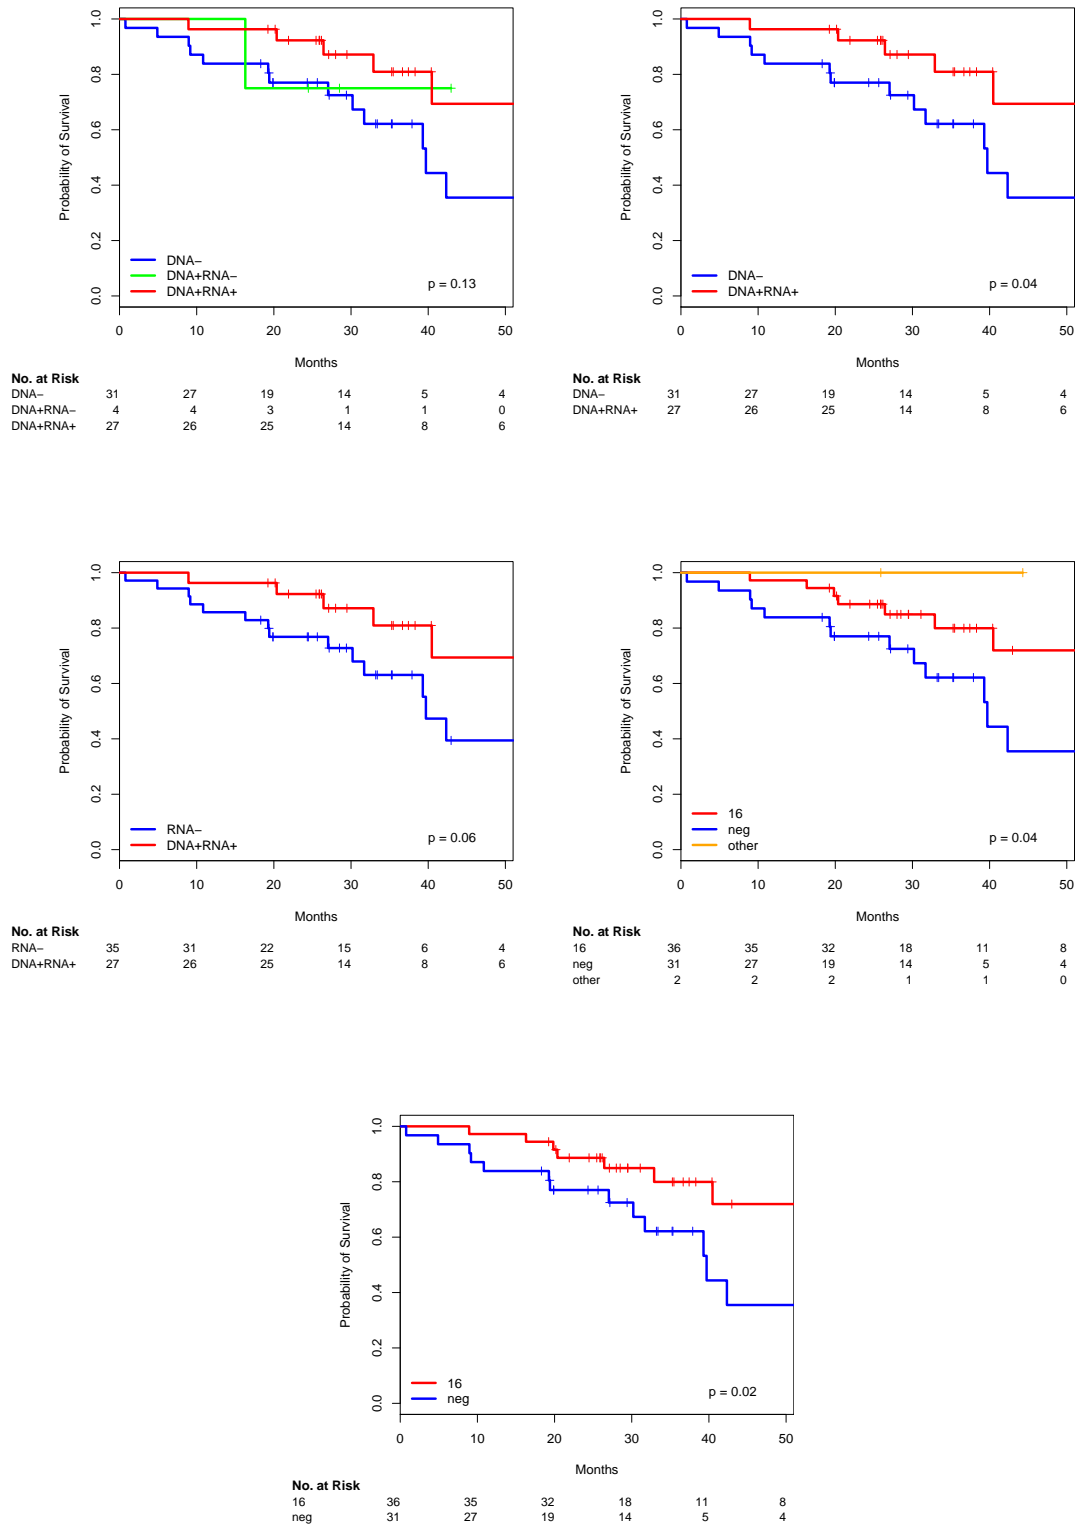 1.0
0.8
0.6
0.4
0.2
0.0
Probability of Survival
DNA−
DNA+RNA−
DNA+RNA+
p = 0.13
0 10 20 30 40 50
Months
No. at Risk
DNA− 31 27 19 14 5 4
DNA+RNA− 4 4 3 1 1 0
DNA+RNA+ 27 26 25 14 8 6
1.0
0.8
0.6
0.4
0.2
0.0
Probability of Survival
DNA−
DNA+RNA+
p = 0.04
0 10 20 30 40 50
Months
No. at Risk
DNA− 31 27 19 14 5 4
DNA+RNA+ 27 26 25 14 8 6
1.0
0.8
0.6
0.4
0.2
0.0
Probability of Survival
RNA−
DNA+RNA+
p = 0.06
0 10 20 30 40 50
Months
No. at Risk
RNA− 35 31 22 15 6 4
DNA+RNA+ 27 26 25 14 8 6
1.0
0.8
0.6
0.4
0.2
0.0
Probability of Survival
16
neg
other
p = 0.04
0 10 20 30 40 50
Months
No. at Risk
16 36 35 32 18 11 8
neg 31 27 19 14 5 4
other 2 2 2 1 1 0
1.0
0.8
0.6
0.4
0.2
0.0
Probability of Survival
16
neg
p = 0.02
0 10 20 30 40 50
Months
No. at Risk
16 36 35 32 18 11 8
neg 31 27 19 14 5 4